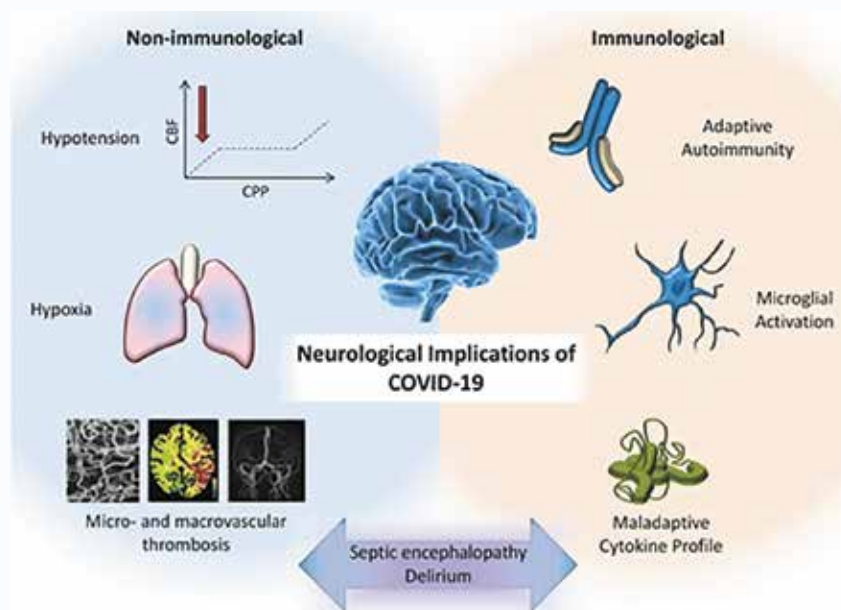 Non-immunological
Immunological
Hypotension
CBF
CPP
Adaptive
Autoimmunity
Hypoxia
Microglial
Activation
Neurological Implications of
COVID-19
Micro- and macrovascular
thrombosis
Maladaptive
Cytokine Profile
Septic encephalopathy
Delirium